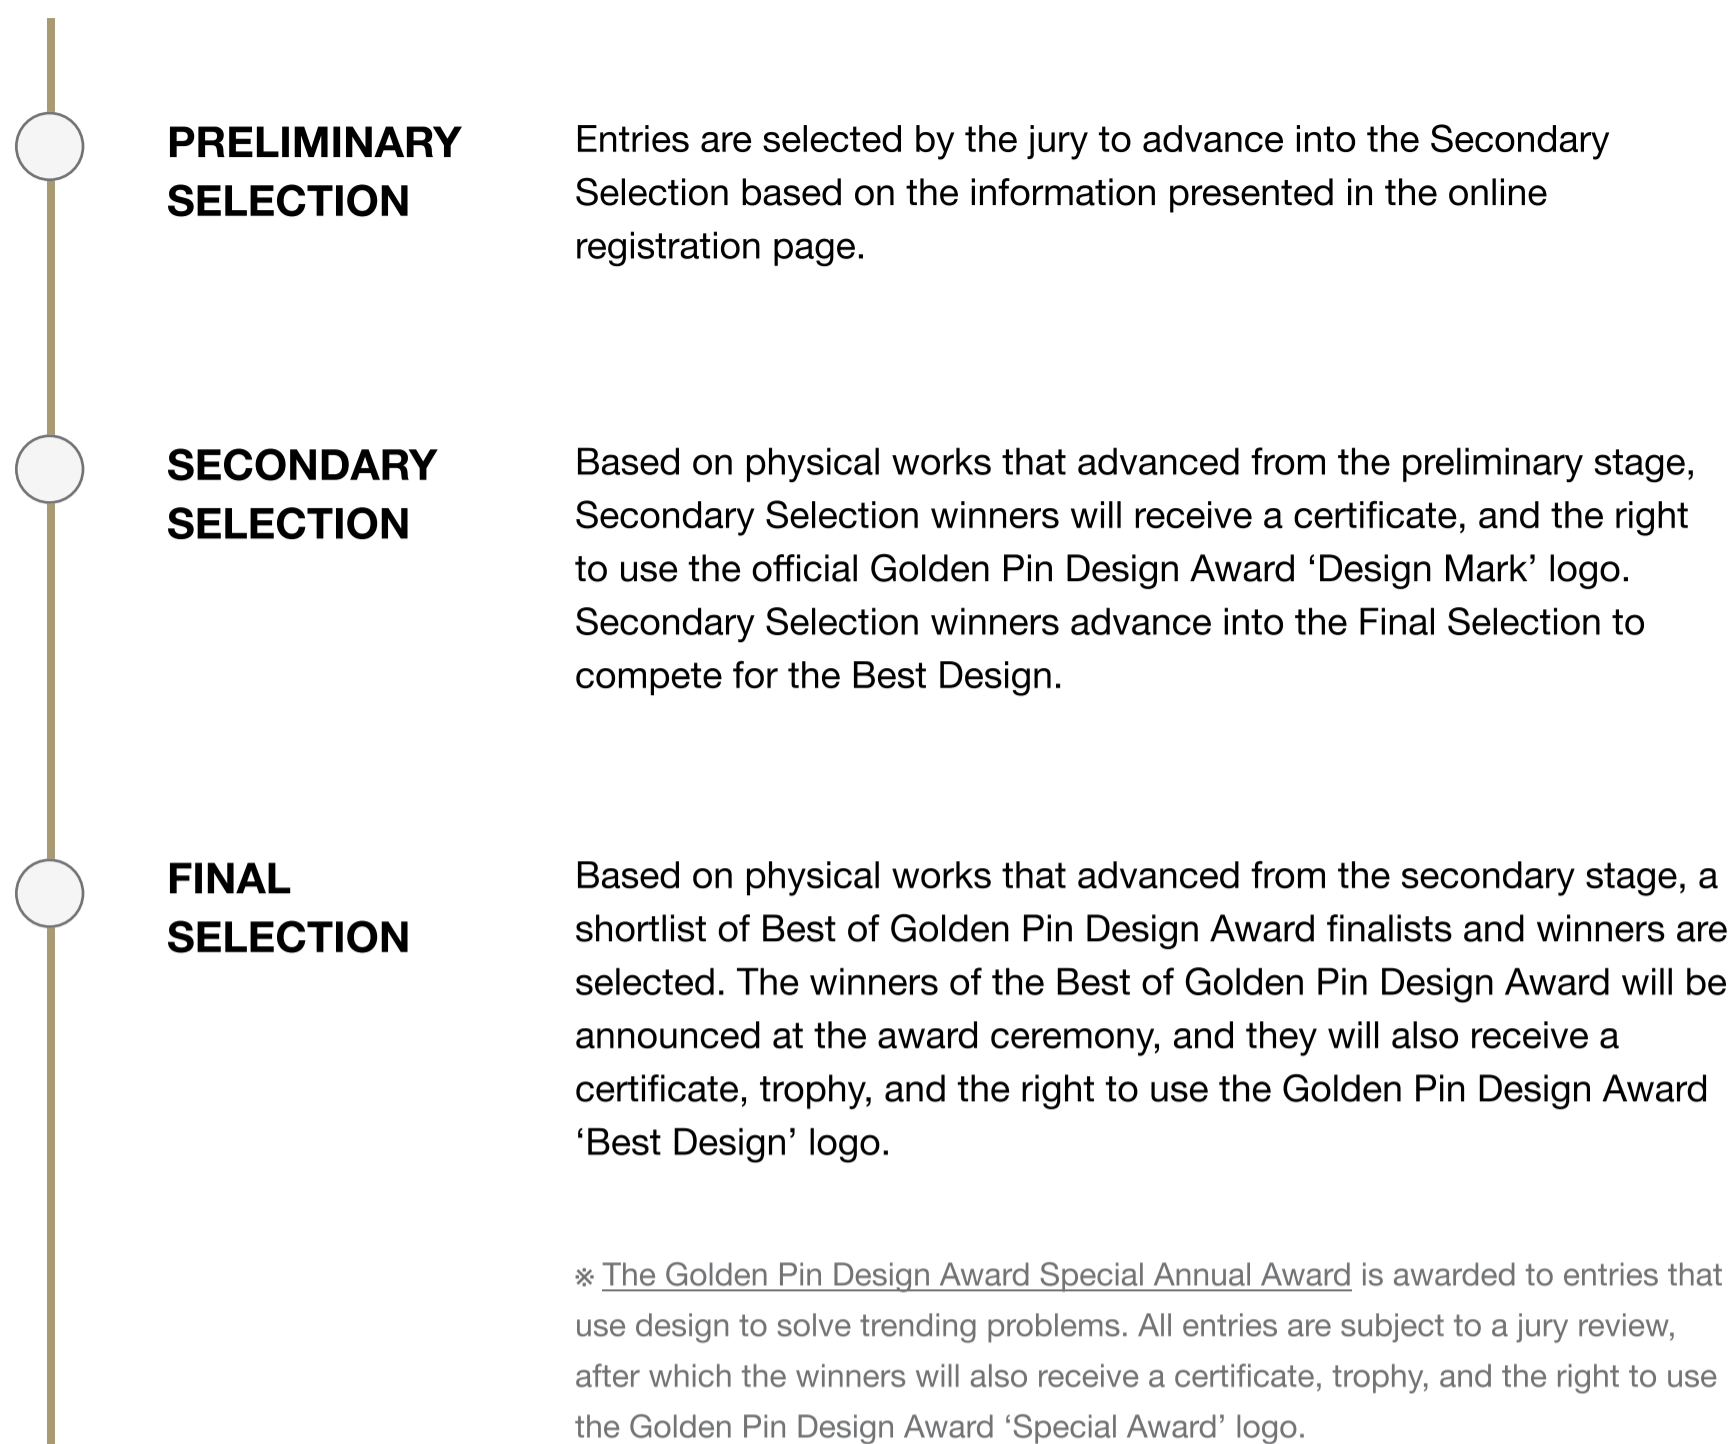 PRELIMINARY
SELECTION
Entries are selected by the jury to advance into the Secondary
Selection based on the information presented in the online
registration page.
SECONDARY
SELECTION
Based on physical works that advanced from the preliminary stage,
Secondary Selection winners will receive a certificate, and the right
to use the official Golden Pin Design Award ‘Design Mark’ logo.
Secondary Selection winners advance into the Final Selection to
compete for the Best Design.
FINAL
SELECTION
Based on physical works that advanced from the secondary stage, a
shortlist of Best of Golden Pin Design Award finalists and winners are
selected. The winners of the Best of Golden Pin Design Award will be
announced at the award ceremony, and they will also receive a
certificate, trophy, and the right to use the Golden Pin Design Award
‘Best Design’ logo.
※ The Golden Pin Design Award Special Annual Award is awarded to entries that
use design to solve trending problems. All entries are subject to a jury review,
after which the winners will also receive a certificate, trophy, and the right to use
the Golden Pin Design Award ‘Special Award’ logo.